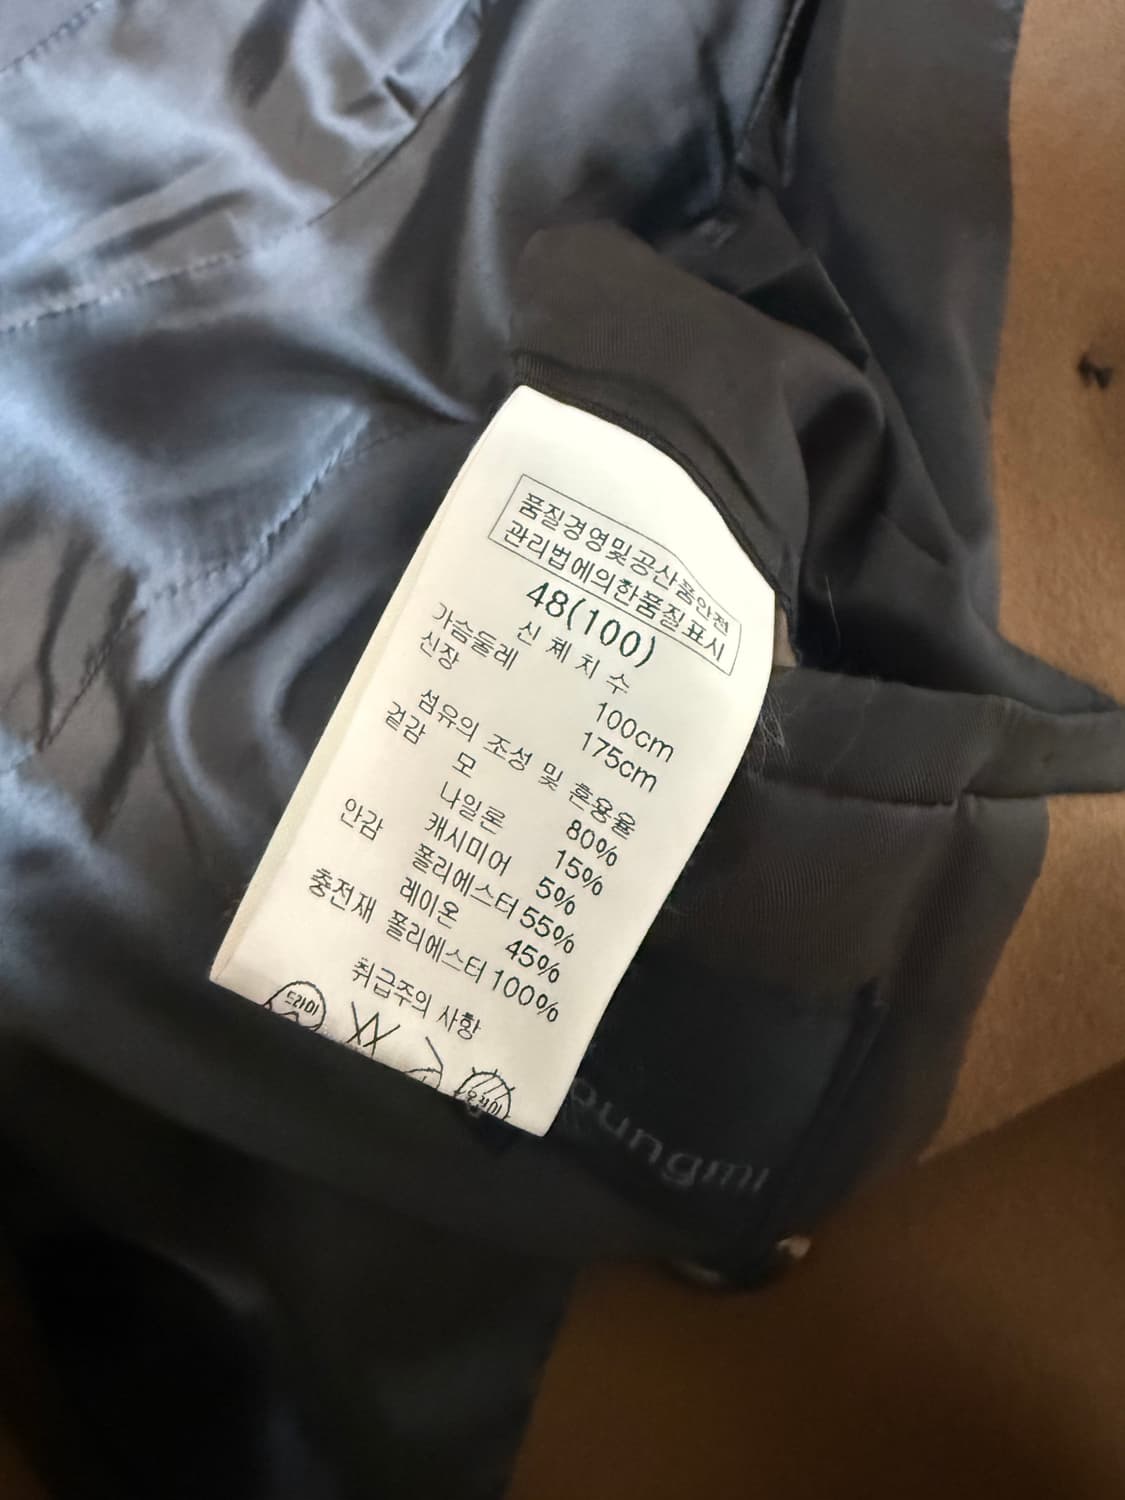 품질경영및공산품안전
관리법에의한품질표시
48(100)
신 체 지 수
가슴둘레 100cm
신장 175cm
섬유의 조성 및 혼용율
겉감 모 80%
나일론 15%
캐시미어 5%
안감 폴리에스터 55%
레이온 45%
충전재 폴리에스터 100%
취급주의 사항
드라이